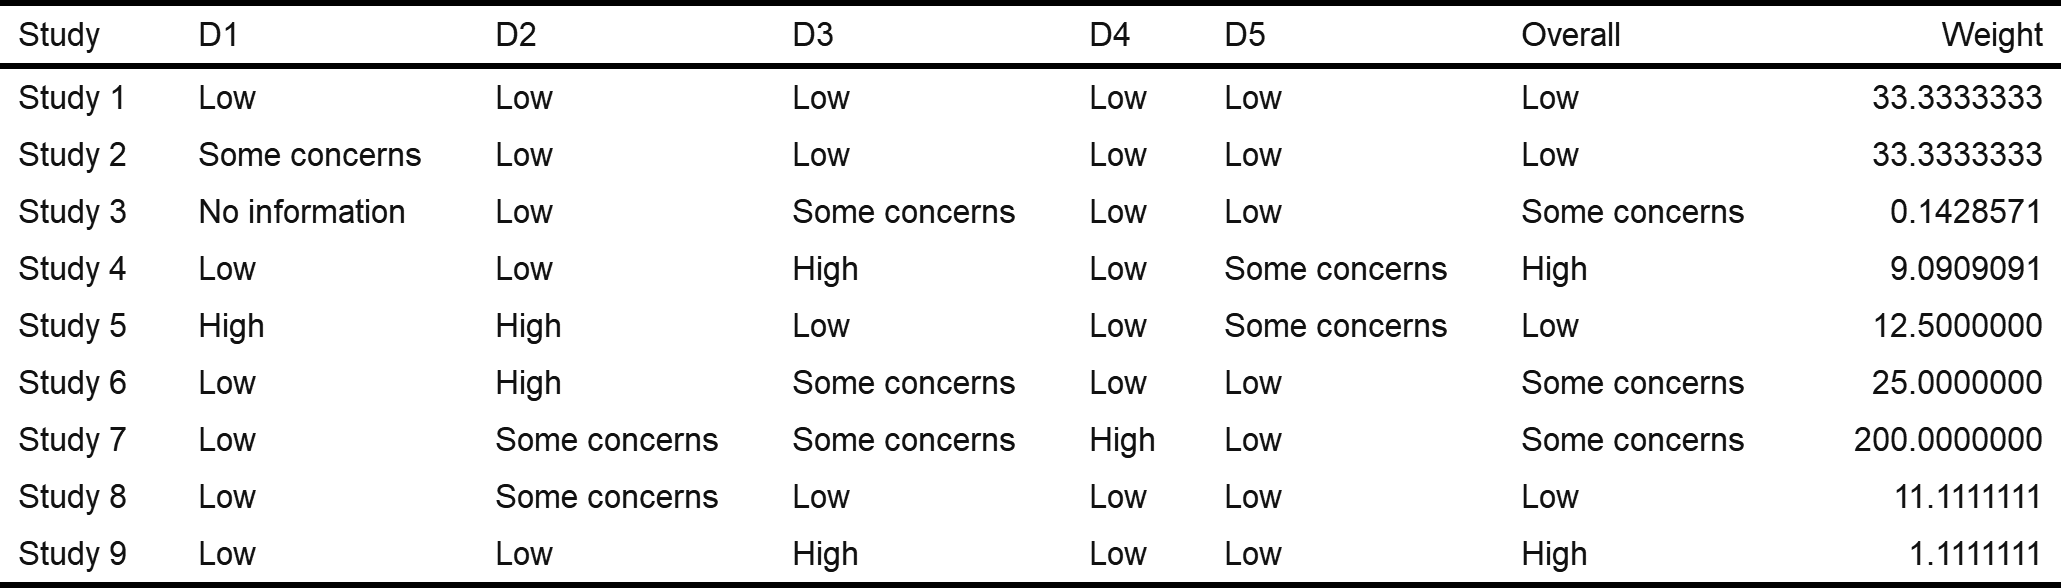 Study D1 D2 D3 D4 D5 Overall Weight
Study 1 Low Low Low Low Low Low 33.3333333
Study 2 Some concerns Low Low Low Low Low 33.3333333
Study 3 No information Low Some concerns Low Low Some concerns 0.1428571
Study 4 Low Low High Low Some concerns High 9.0909091
Study 5 High High Low Low Some concerns Low 12.5000000
Study 6 Low High Some concerns Low Low Some concerns 25.0000000
Study 7 Low Some concerns Some concerns High Low Some concerns 200.0000000
Study 8 Low Some concerns Low Low Low Low 11.1111111
Study 9 Low Low High Low Low High 1.1111111